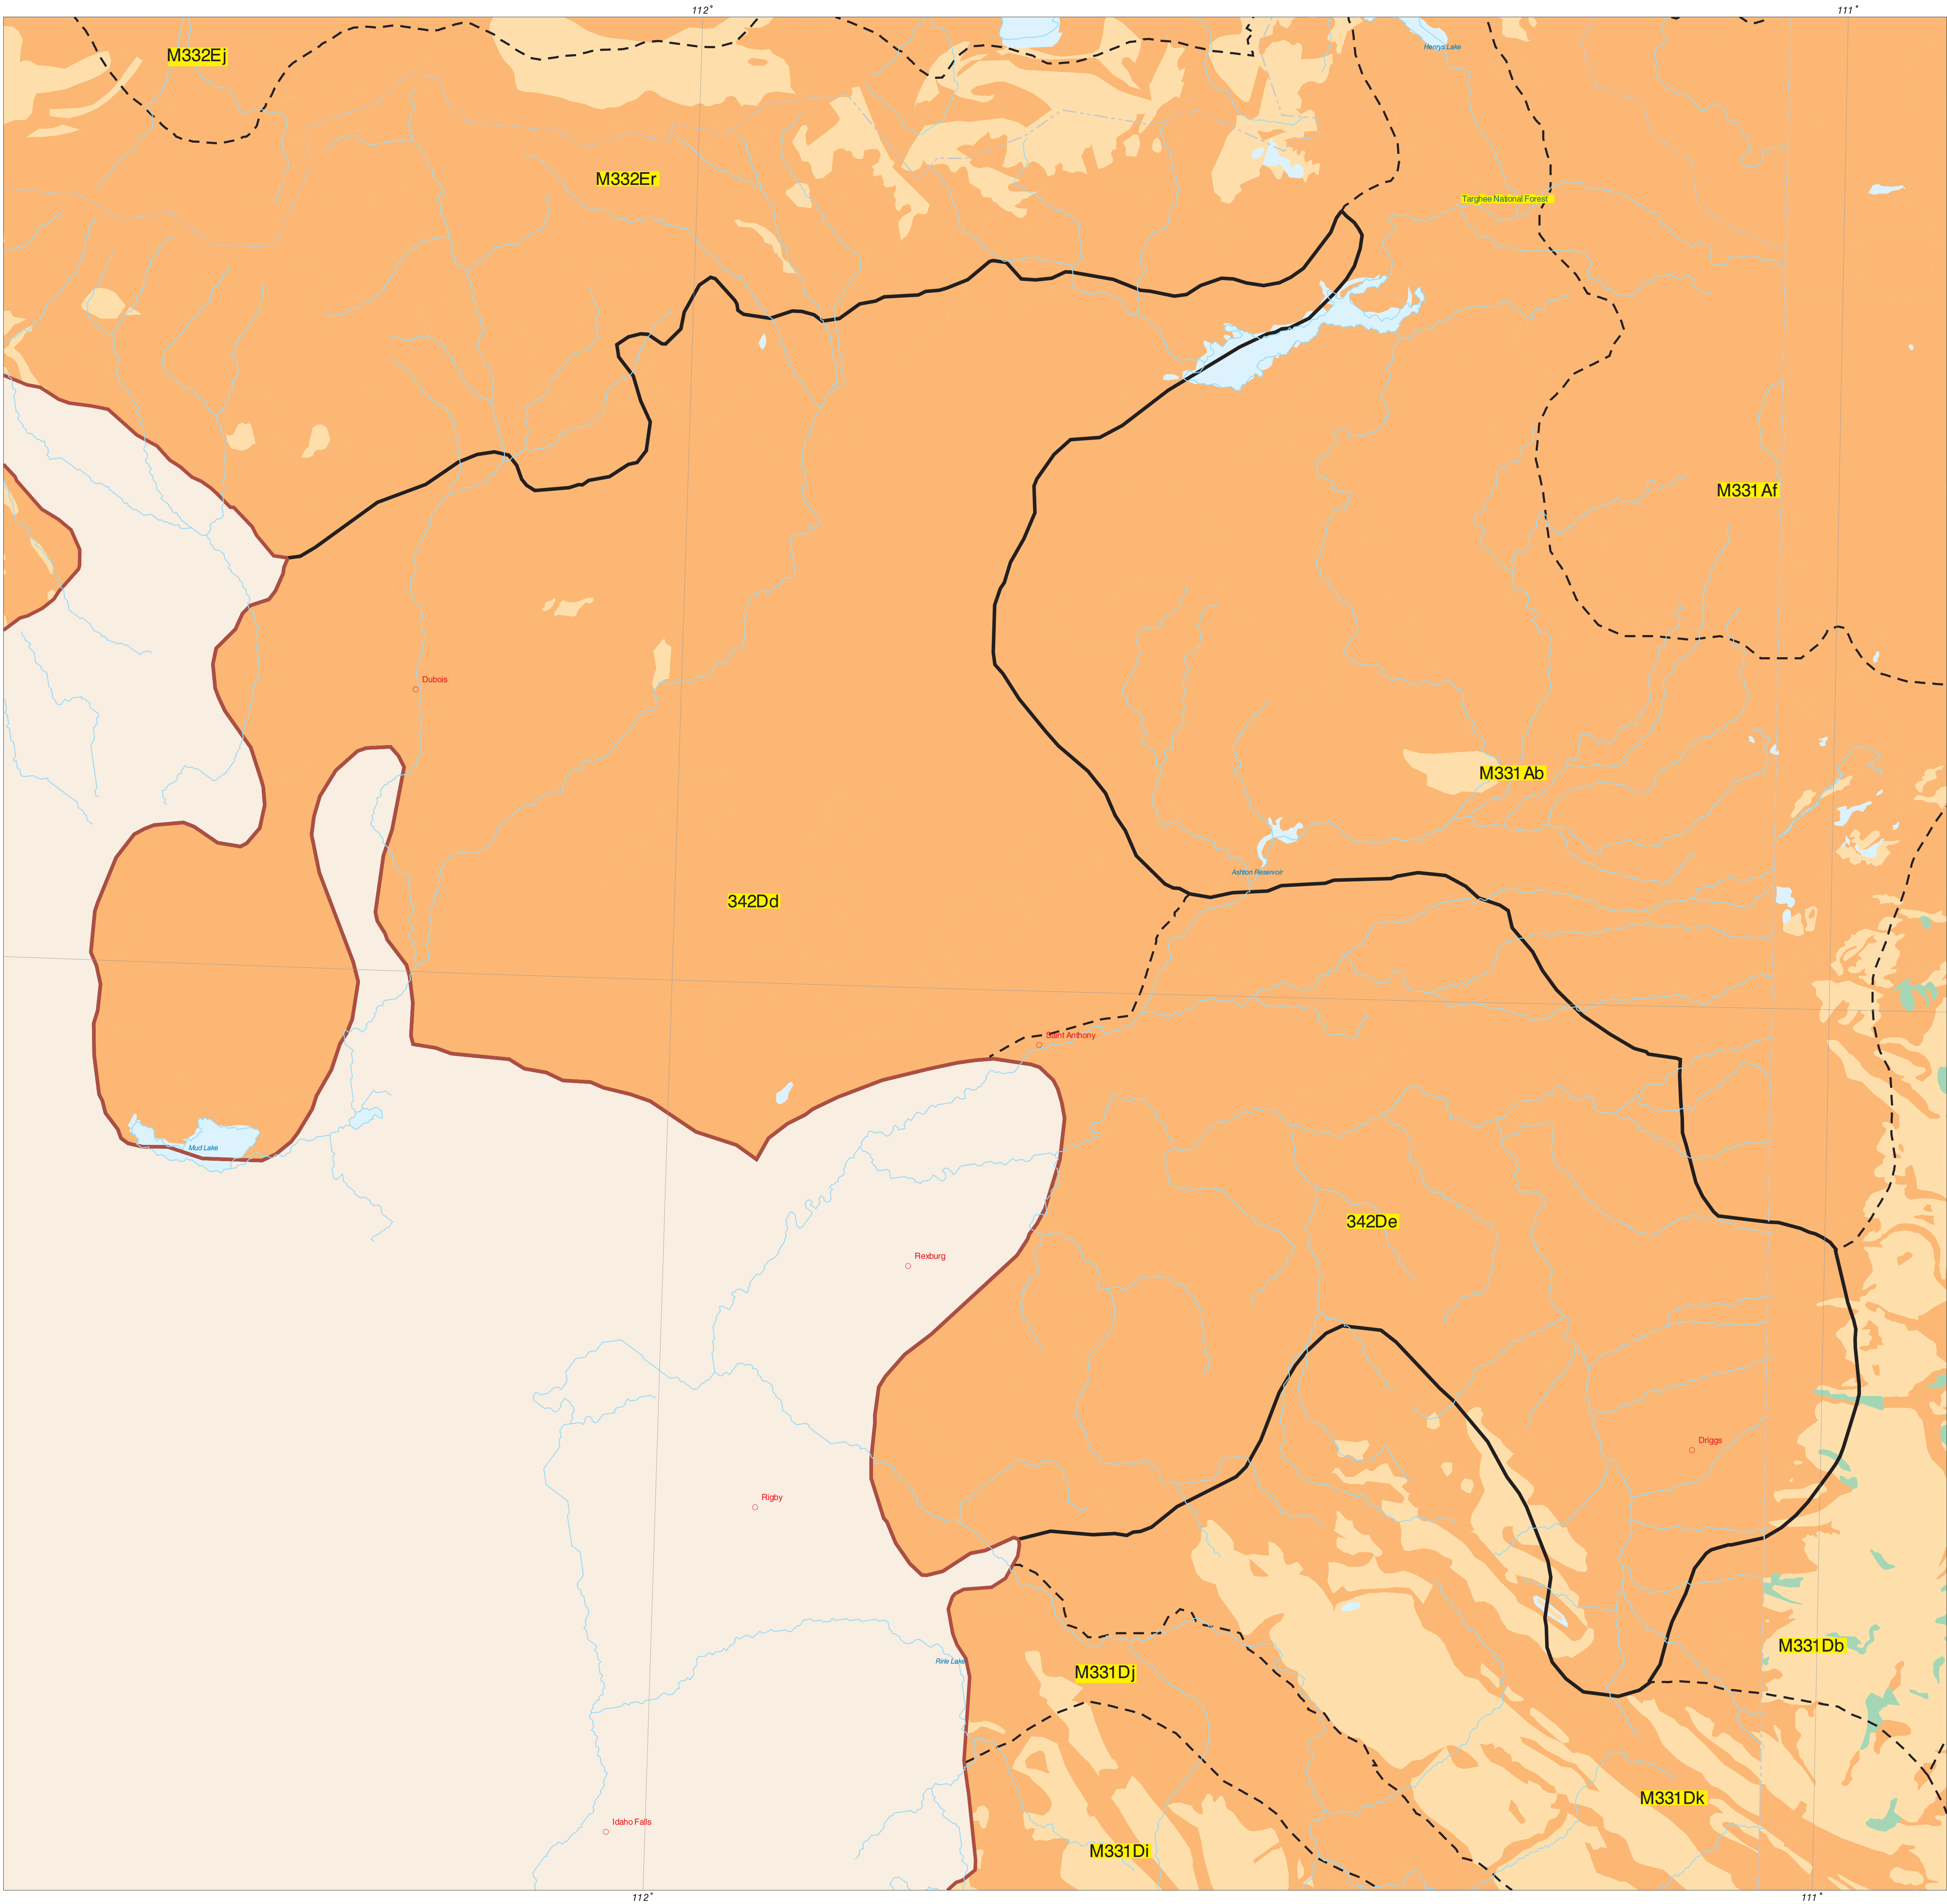 112°
111°
M332Ej
Henrys Lake
M332Er
Targhee National Forest
M331Af
Dubois
M331Ab
Ashton Reservoir
342Dd
Saint Anthony
Mud Lake
342De
Rexburg
Driggs
Rigby
M331Db
Ririe Lake
M331Dj
M331Dk
Idaho Falls
M331Di
112°
111°